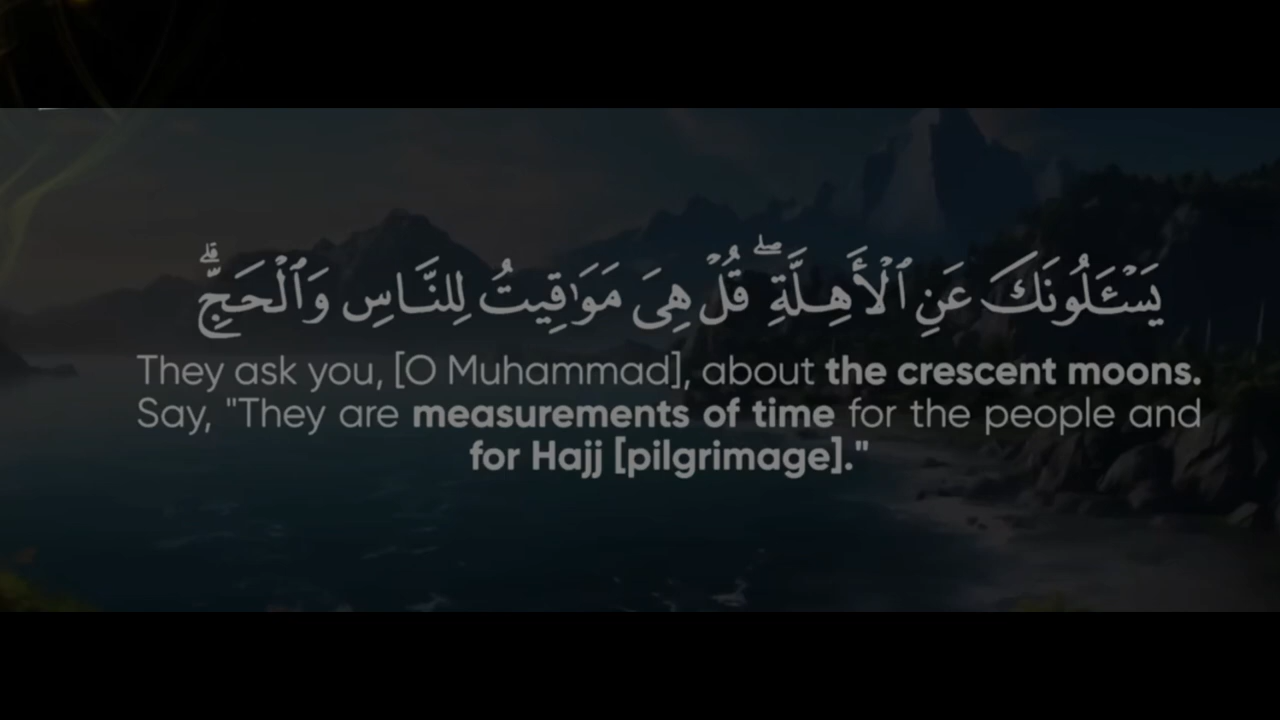 يَسْـَٔلُونَكَ عَنِ ٱلْأَهِلَّةِ ۖ قُلْ هِىَ مَوَٰقِيتُ لِلنَّاسِ وَٱلْحَجِّ ۗ
They ask you, [O Muhammad], about the crescent moons.
Say, "They are measurements of time for the people and
for Hajj [pilgrimage]."